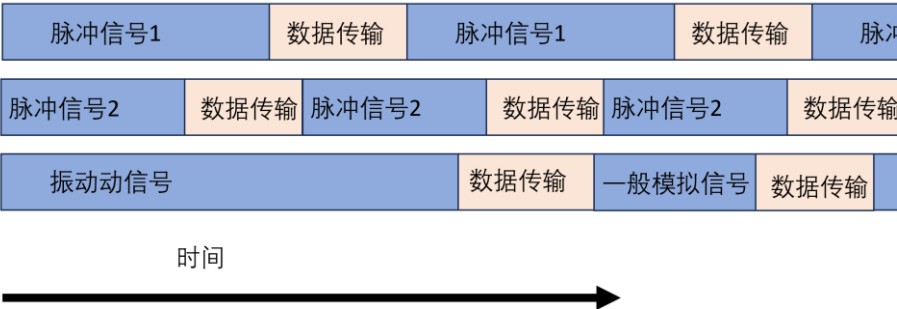 脉冲信号1 数据传输 脉冲信号1 数据传输 脉冲
脉冲信号2 数据传输 脉冲信号2 数据传输 脉冲信号2 数据传输
振动动信号 数据传输 一般模拟信号 数据传输
时间